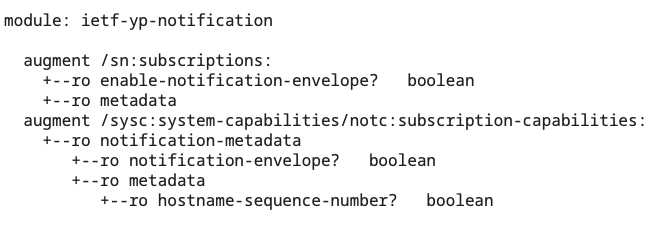 module: ietf-yp-notification

  augment /sn:subscriptions:
    +--ro enable-notification-envelope?   boolean
    +--ro metadata
  augment /sysc:system-capabilities/notc:subscription-capabilities:
    +--ro notification-metadata
       +--ro notification-envelope?   boolean
       +--ro metadata
          +--ro hostname-sequence-number?   boolean